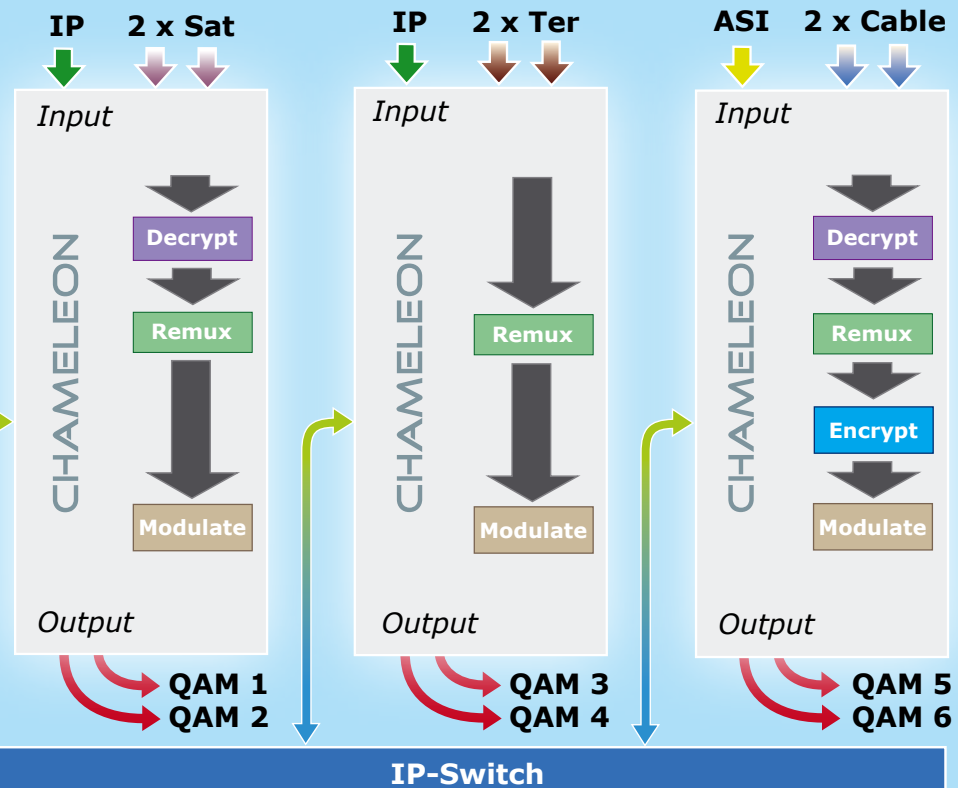 IP 2 x Sat
Input
CHAMELEON
Decrypt
Remux
Modulate
Output
QAM 1
QAM 2
IP 2 x Ter
Input
CHAMELEON
Remux
Modulate
Output
QAM 3
QAM 4
ASI 2 x Cable
Input
CHAMELEON
Decrypt
Remux
Encrypt
Modulate
Output
QAM 5
QAM 6
IP-Switch